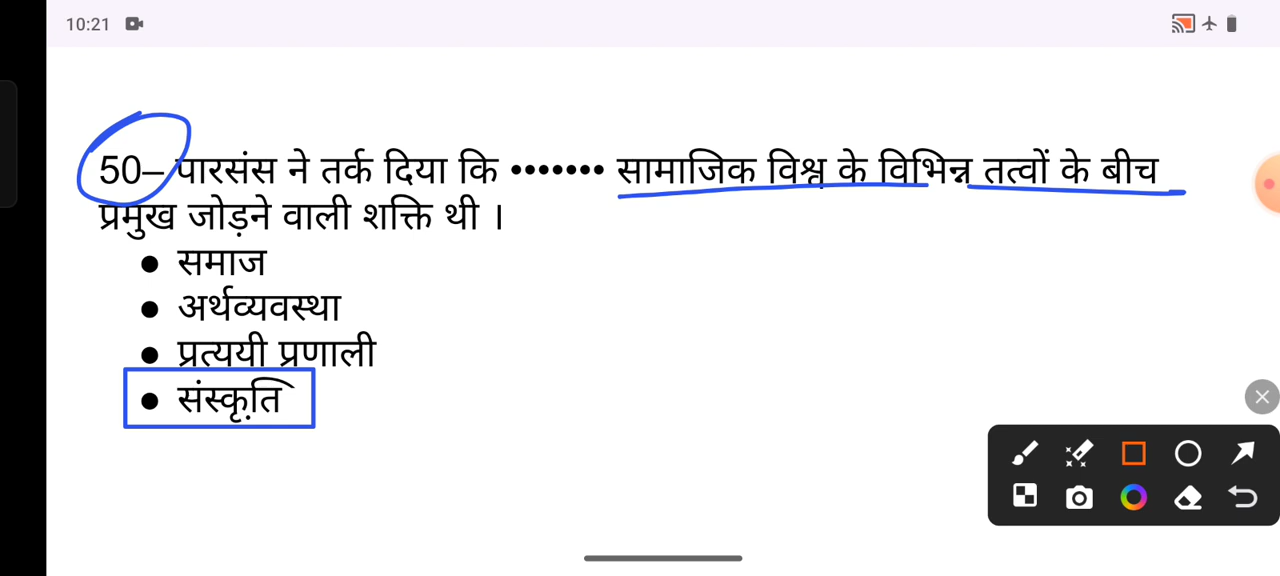 10:21
50– पारसंस ने तर्क दिया कि ••••••• सामाजिक विश्व के विभिन्न तत्वों के बीच
प्रमुख जोड़ने वाली शक्ति थी ।
● समाज
● अर्थव्यवस्था
● प्रत्ययी प्रणाली
● संस्कृति